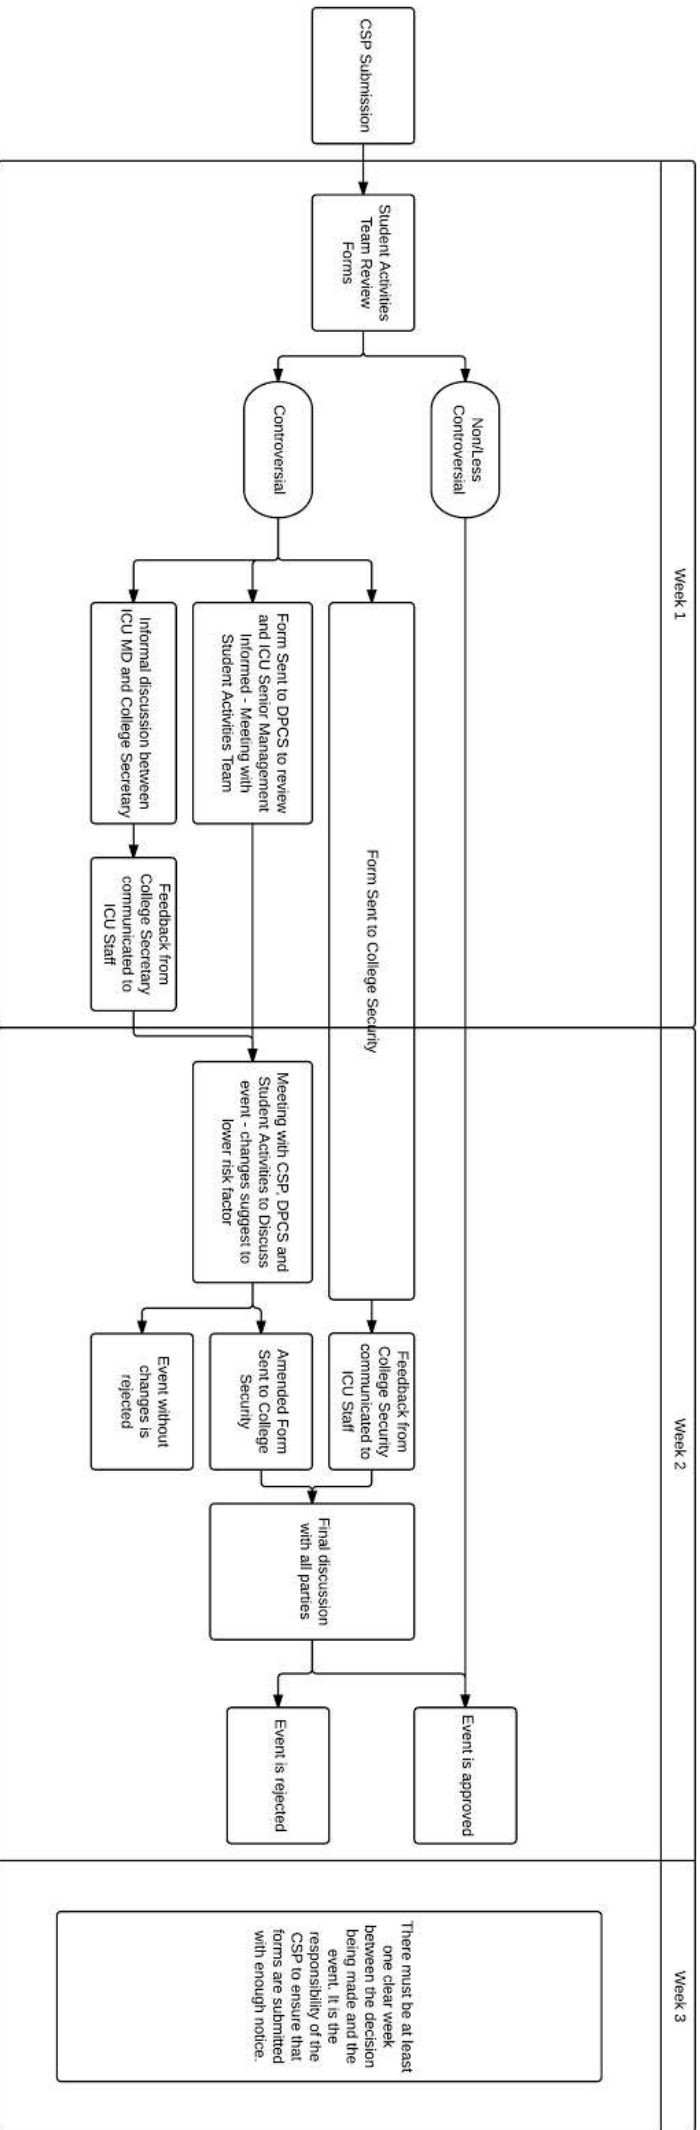 Week 1
Week 2
Week 3
CSP Submission
Student Activities
Team Review
Forms
Non/Less
Controversial
Controversial
Form Sent to College Security
Form Sent to DPCS to review
and ICU Senior Management
Informed - Meeting with
Student Activities Team
Informal discussion between
ICU MD and College Secretary
Feedback from
College Secretary
communicated to
ICU Staff
Meeting with CSP, DPCS and
Student Activities to Discuss
event - changes suggest to
lower risk factor
Feedback from
College Security
communicated to
ICU Staff
Amended Form
Sent to College
Security
Event without
changes is
rejected
Final discussion
with all parties
Event is approved
Event is rejected
There must be at least
one clear week
between the decision
being made and the
event. It is the
responsibility of the
CSP to ensure that
forms are submitted
with enough notice.